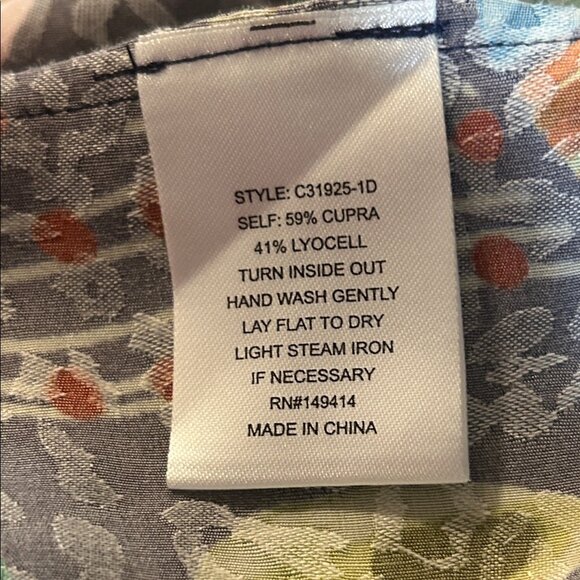 STYLE: C31925-1D
SELF: 59% CUPRA
41% LYOCELL
TURN INSIDE OUT
HAND WASH GENTLY
LAY FLAT TO DRY
LIGHT STEAM IRON
IF NECESSARY
RN#149414
MADE IN CHINA